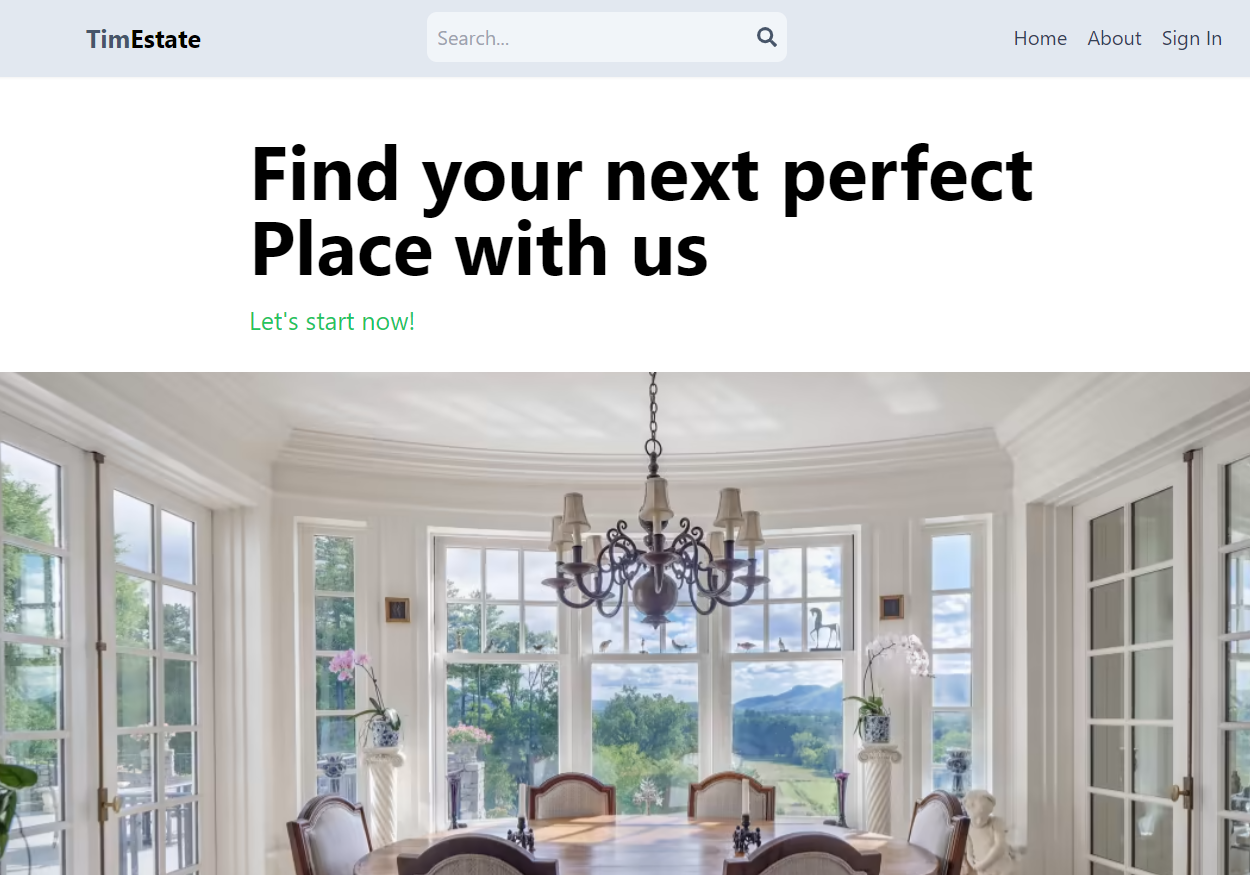 TimEstate
Search...
Home About Sign In
Find your next perfect
Place with us
Let's start now!